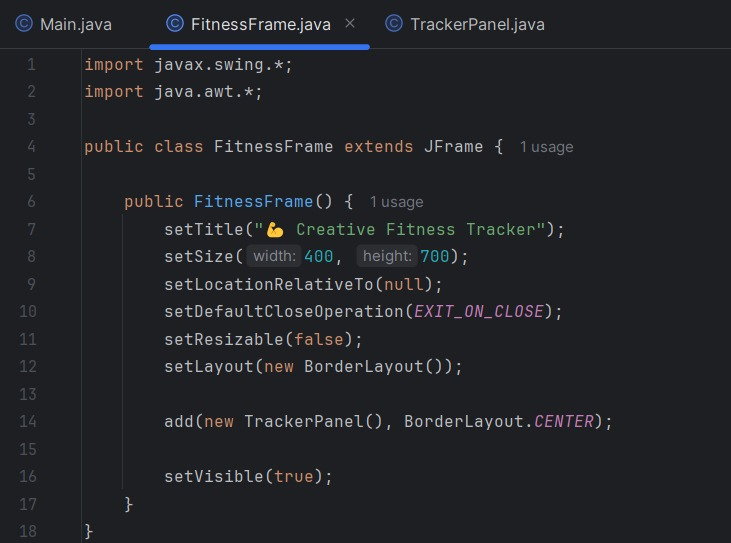 Main.java FitnessFrame.java TrackerPanel.java
1 import javax.swing.*;
2 import java.awt.*;
3
4 public class FitnessFrame extends JFrame { 1 usage
5
6 public FitnessFrame() { 1 usage
7 setTitle("💪 Creative Fitness Tracker");
8 setSize( width: 400, height: 700);
9 setLocationRelativeTo(null);
10 setDefaultCloseOperation(EXIT_ON_CLOSE);
11 setResizable(false);
12 setLayout(new BorderLayout());
13
14 add(new TrackerPanel(), BorderLayout.CENTER);
15
16 setVisible(true);
17 }
18 }